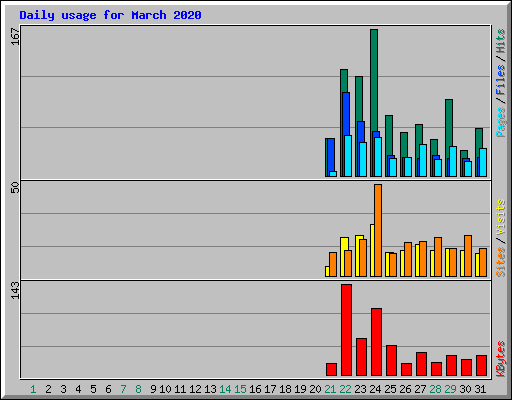 Daily usage for March 2020
167
Pages / Files / Hits
50
Sites / Visits
143
KBytes
1 2 3 4 5 6 7 8 9 10 11 12 13 14 15 16 17 18 19 20 21 22 23 24 25 26 27 28 29 30 31